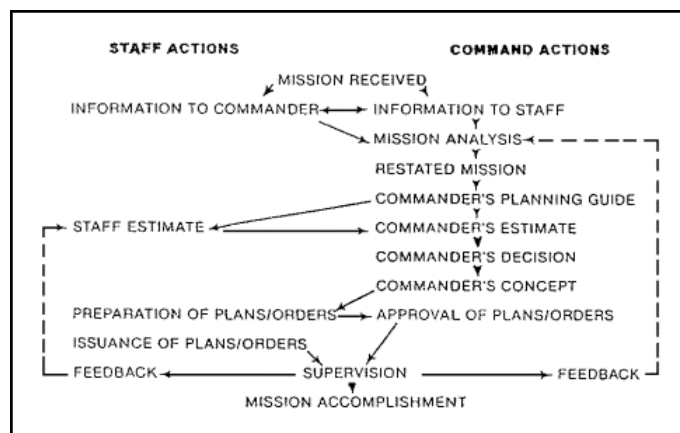 STAFF ACTIONS COMMAND ACTIONS
MISSION RECEIVED
INFORMATION TO COMMANDER INFORMATION TO STAFF
MISSION ANALYSIS
RESTATED MISSION
COMMANDER'S PLANNING GUIDE
STAFF ESTIMATE COMMANDER'S ESTIMATE
COMMANDER'S DECISION
COMMANDER'S CONCEPT
PREPARATION OF PLANS/ORDERS APPROVAL OF PLANS/ORDERS
ISSUANCE OF PLANS/ORDERS
FEEDBACK SUPERVISION FEEDBACK
MISSION ACCOMPLISHMENT